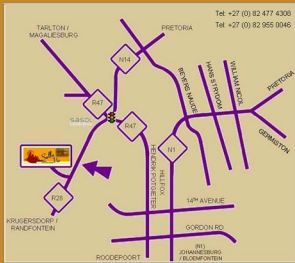 Tel: +27 (0) 82 477 4308
Tel: +27 (0) 82 955 0046
TARLTON /
MAGALIESBURG
PRETORIA
N14
BEYERS NAUDE
HANS STRYDOM
WILLIAM NICOL
PRETORIA
R47
SASOL
R47
GERMISTON
HENDRIK POTGIETER
HILLFOX
N1
R28
14TH AVENUE
KRUGERSDORP /
RANDFONTEIN
GORDON RD
(N1)
JOHANNESBURG
/ BLOEMFONTEIN
ROODEPOORT